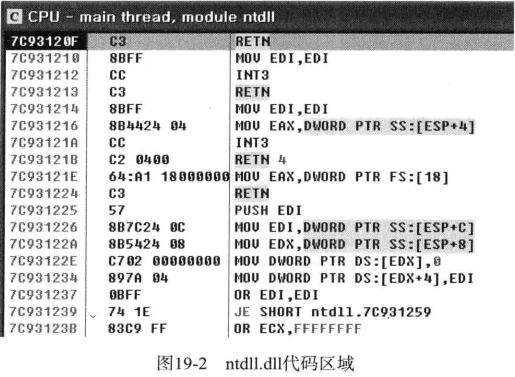 C CPU - main thread, module ntdll
7C93120F C3 RETN
7C931210 8BFF MOV EDI,EDI
7C931212 CC INT3
7C931213 C3 RETN
7C931214 8BFF MOV EDI,EDI
7C931216 8B4424 04 MOV EAX,DWORD PTR SS:[ESP+4]
7C93121A CC INT3
7C93121B C2 0400 RETN 4
7C93121E 64:A1 18000000 MOV EAX,DWORD PTR FS:[18]
7C931224 C3 RETN
7C931225 57 PUSH EDI
7C931226 8B7C24 0C MOV EDI,DWORD PTR SS:[ESP+C]
7C93122A 8B5424 08 MOV EDX,DWORD PTR SS:[ESP+8]
7C93122E C702 00000000 MOV DWORD PTR DS:[EDX],0
7C931234 897A 04 MOV DWORD PTR DS:[EDX+4],EDI
7C931237 0BFF OR EDI,EDI
7C931239 74 1E JE SHORT ntdll.7C931259
7C93123B 83C9 FF OR ECX,FFFFFFFF
图19-2 ntdll.dll代码区域